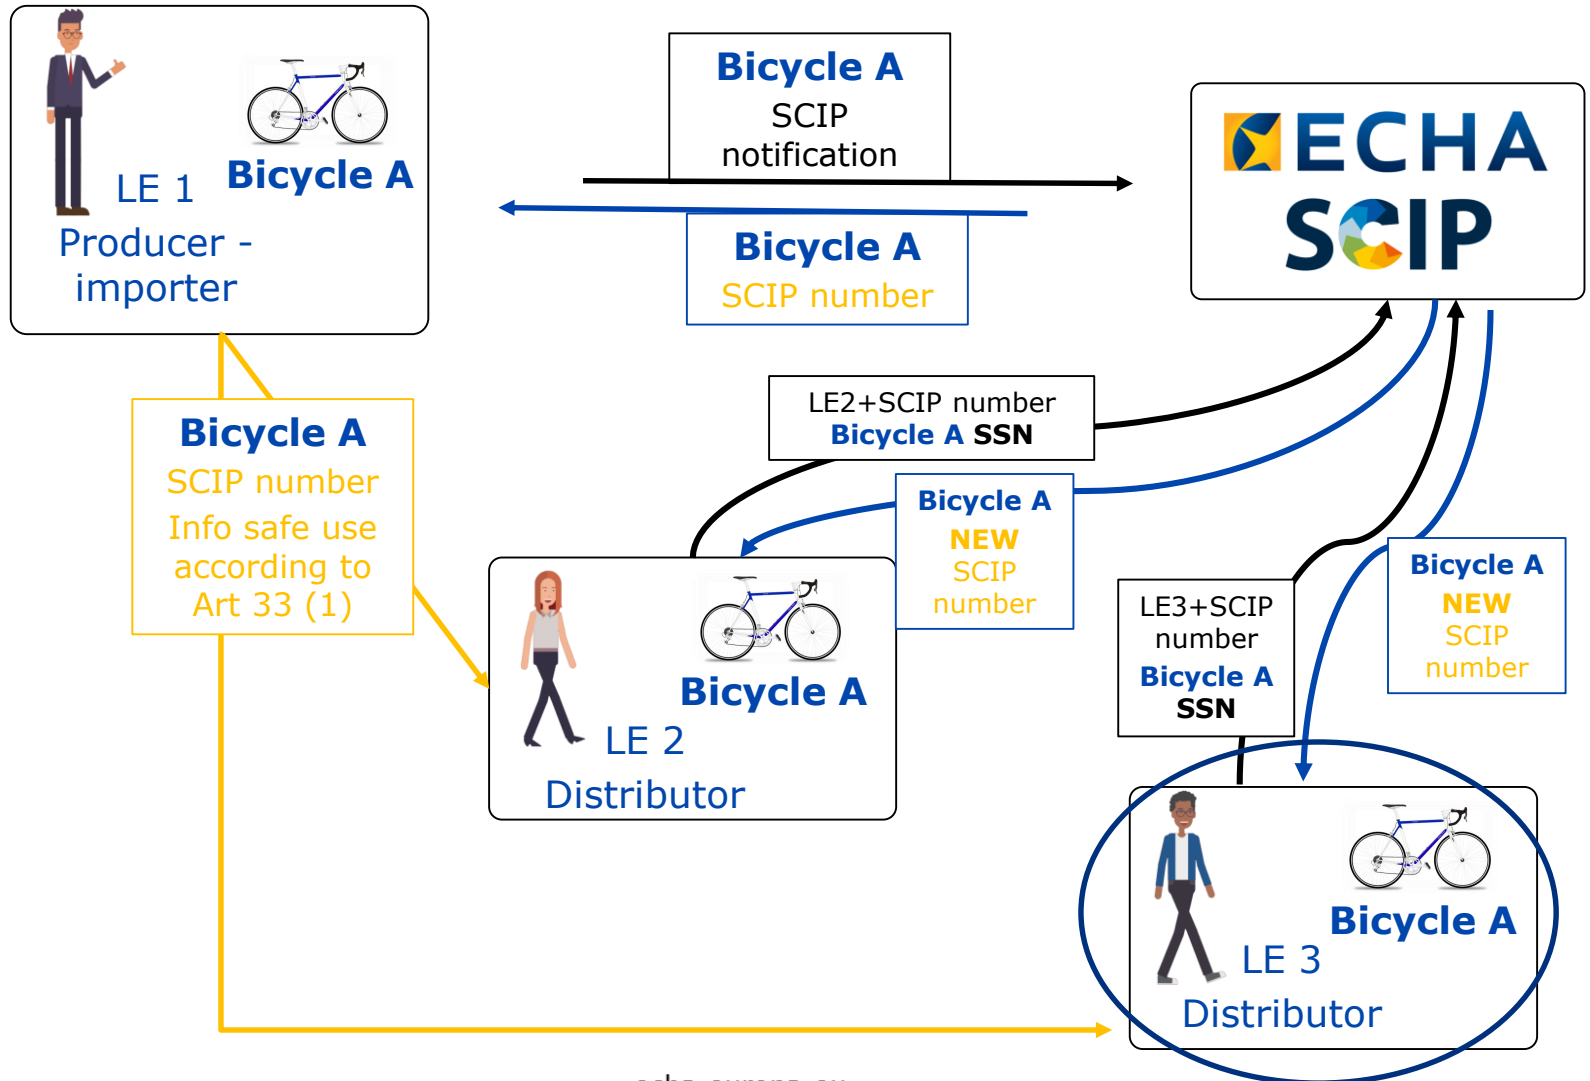 LE 1
Bicycle A
Producer -
importer
Bicycle A
SCIP
notification
Bicycle A
SCIP number
ECHA
SCIP
Bicycle A
SCIP number
Info safe use
according to
Art 33 (1)
LE2+SCIP number
Bicycle A SSN
Bicycle A
NEW
SCIP
number
Bicycle A
LE 2
Distributor
LE3+SCIP
number
Bicycle A
SSN
Bicycle A
NEW
SCIP
number
Bicycle A
LE 3
Distributor